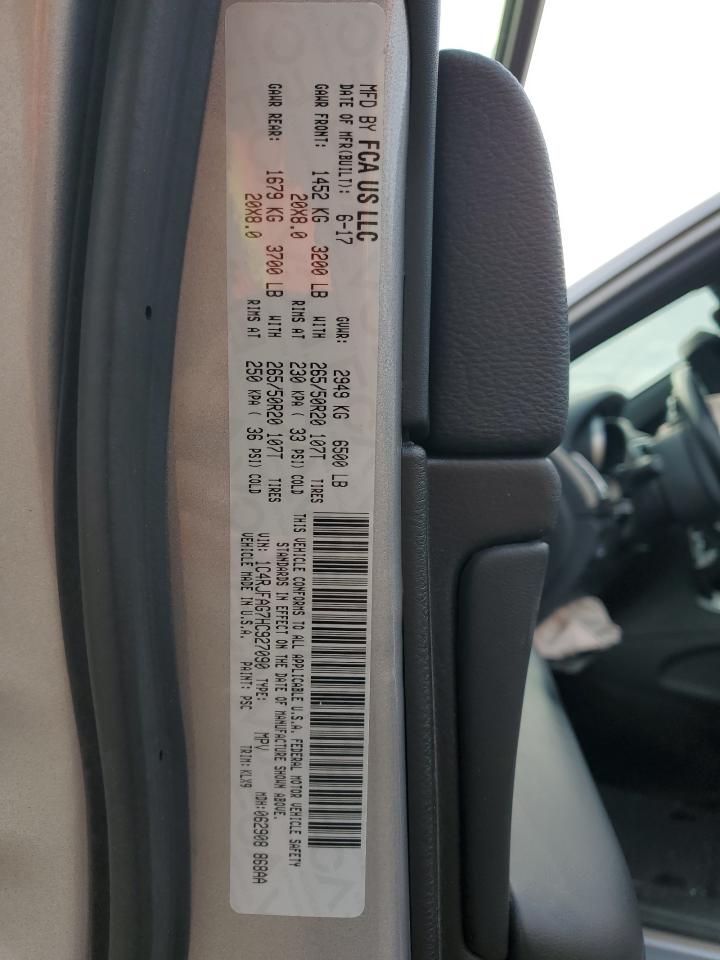 MFD BY FCA US LLC
DATE OF MFR(BUILT): 6-17 GVWR: 2949 KG 6500 LB
GAWR FRONT: 1452 KG 3200 LB WITH 265/50R20 107T TIRES
20X8.0 RIMS AT 230 KPA ( 33 PSI) COLD
GAWR REAR: 1679 KG 3700 LB WITH 265/50R20 107T TIRES
20X8.0 RIMS AT 250 KPA ( 36 PSI) COLD
THIS VEHICLE CONFORMS TO ALL APPLICABLE U.S.A. FEDERAL MOTOR VEHICLE SAFETY
STANDARDS IN EFFECT ON THE DATE OF MANUFACTURE SHOWN ABOVE.
VIN: 1C4RJFAG7HC927090 TYPE: MPV MDH:062908 868AA
VEHICLE MADE IN U.S.A. PAINT: PSC TRIM:KLX9